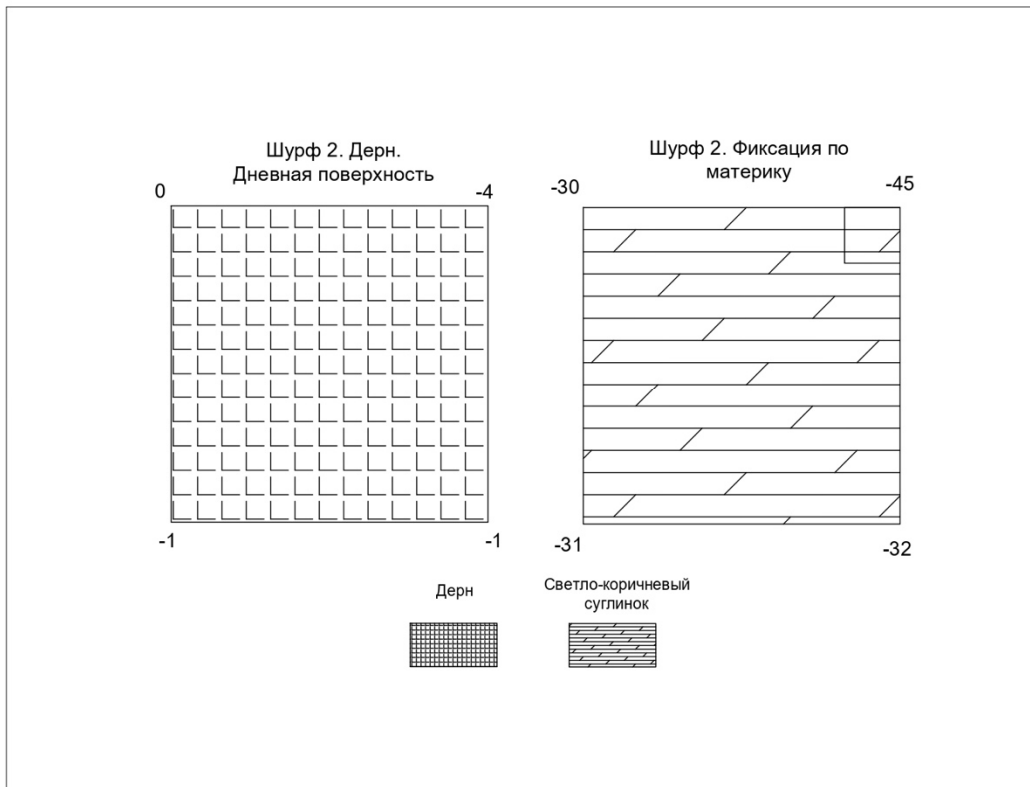 Шурф 2. Дерн.
Дневная поверхность
0
-4
-1
-1
Шурф 2. Фиксация по
материку
-30
-45
-31
-32
Дерн
Светло-коричневый
суглинок